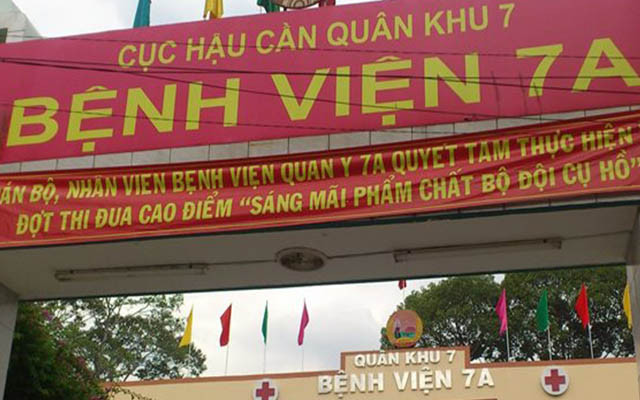 CỤC HẬU CẦN QUÂN KHU 7
BỆNH VIỆN 7A
ÁN BỘ, NHÂN VIÊN BỆNH VIỆN QUAN Y 7A QUYẾT TÂM THỰC HIỆN
ĐỢT THI ĐUA CAO ĐIỂM “SÁNG MÃI PHẨM CHẤT BỘ ĐỘI CỤ HỒ”
QUÂN KHU 7
BỆNH VIỆN 7A